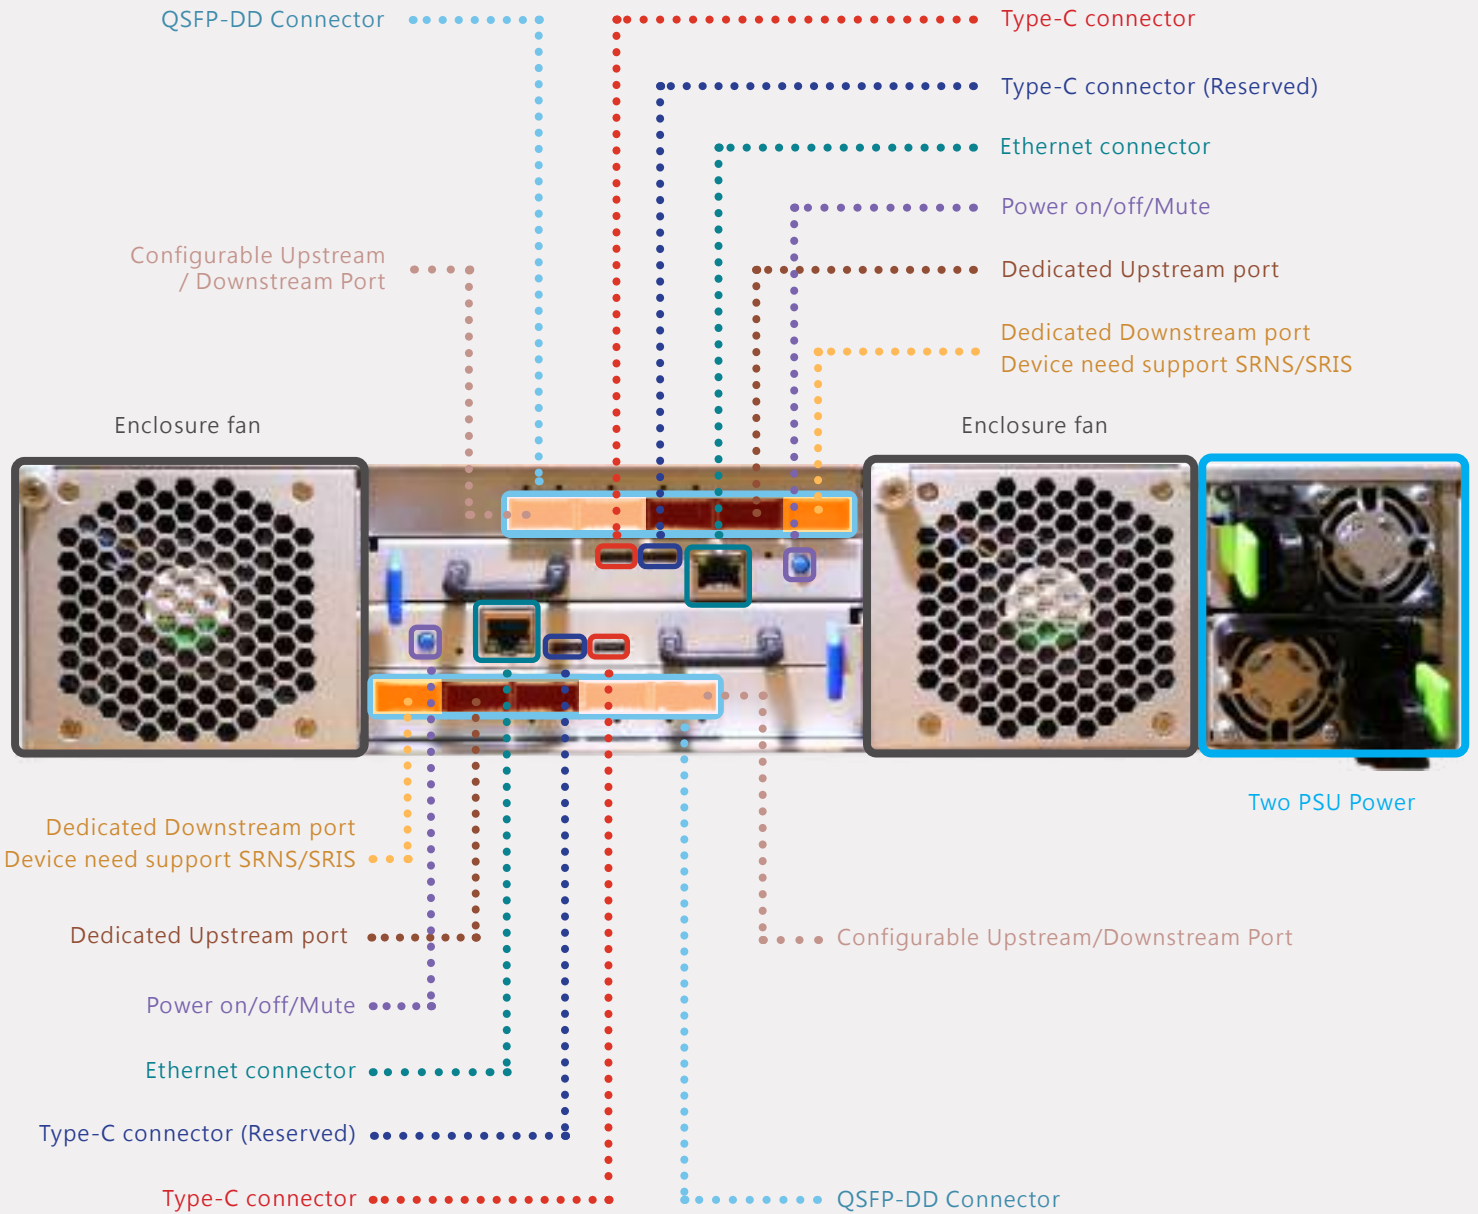 QSFP-DD Connector
Type-C connector
Type-C connector (Reserved)
Ethernet connector
Power on/off/Mute
Configurable Upstream
/ Downstream Port
Dedicated Upstream port
Dedicated Downstream port
Device need support SRNS/SRIS
Enclosure fan
Enclosure fan
Two PSU Power
Dedicated Downstream port
Device need support SRNS/SRIS
Dedicated Upstream port
Configurable Upstream/Downstream Port
Power on/off/Mute
Ethernet connector
Type-C connector (Reserved)
Type-C connector
QSFP-DD Connector